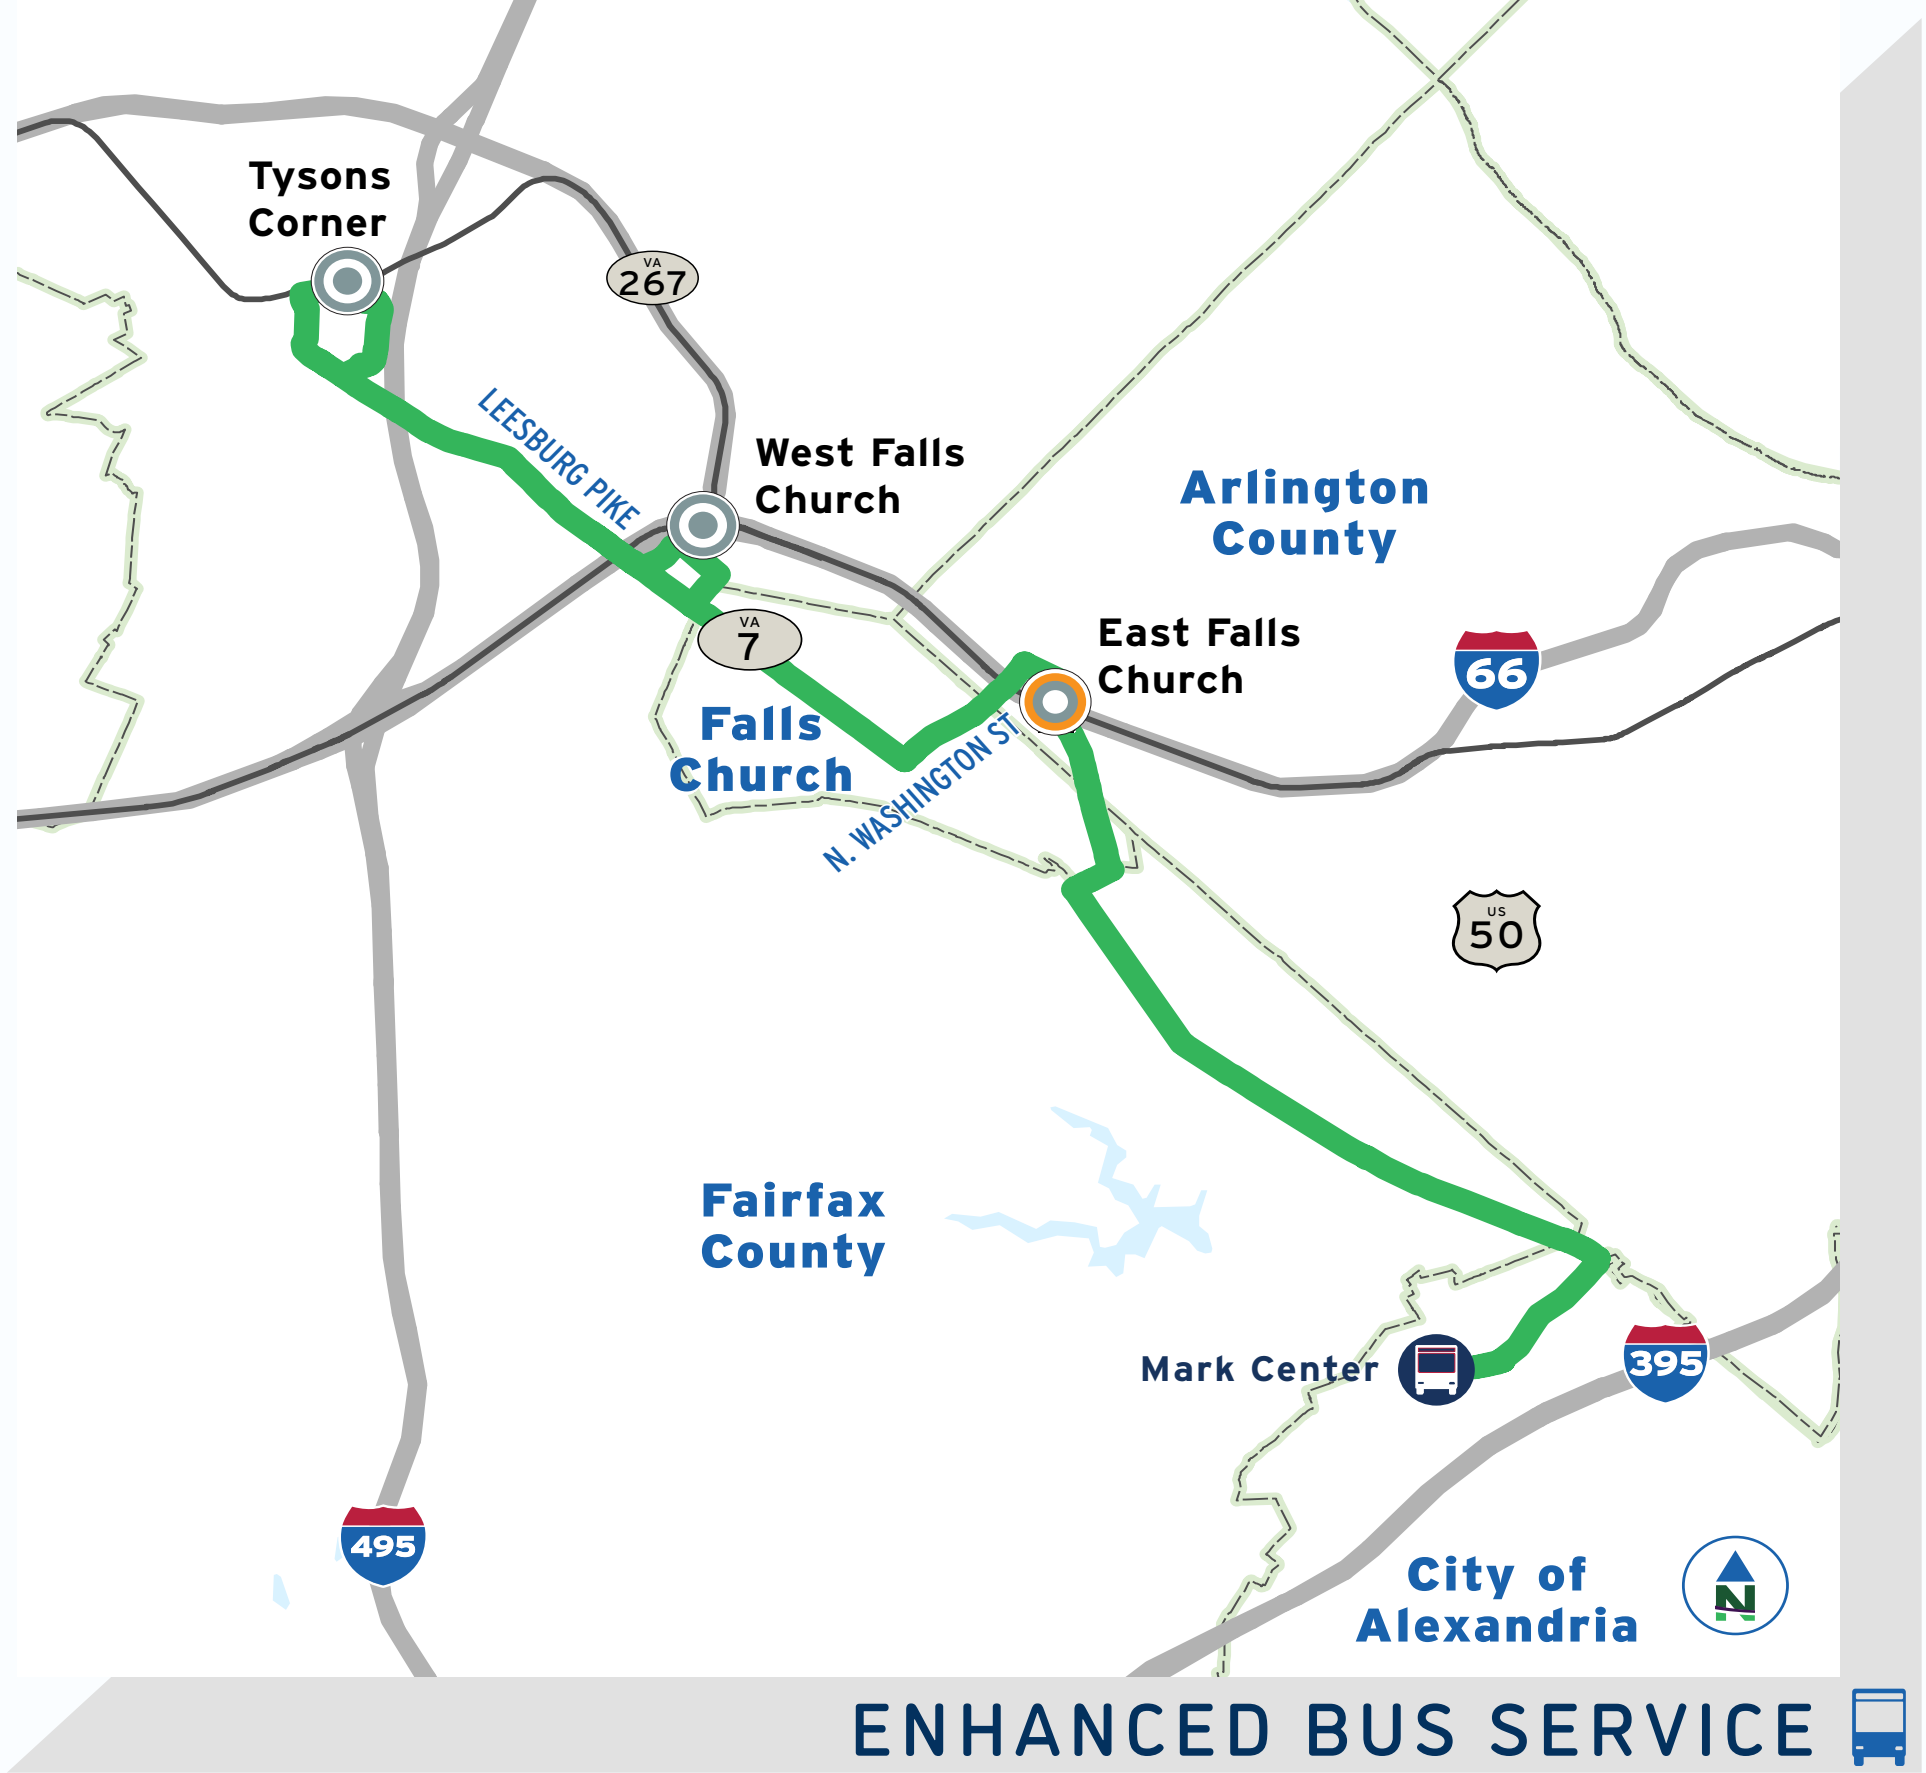 Tysons
Corner
VA
267
LEESBURG PIKE
West Falls
Church
Arlington
County
VA
7
East Falls
Church
66
Falls
Church
N. WASHINGTON ST
US
50
Fairfax
County
Mark Center
395
495
City of
Alexandria
N
ENHANCED BUS SERVICE